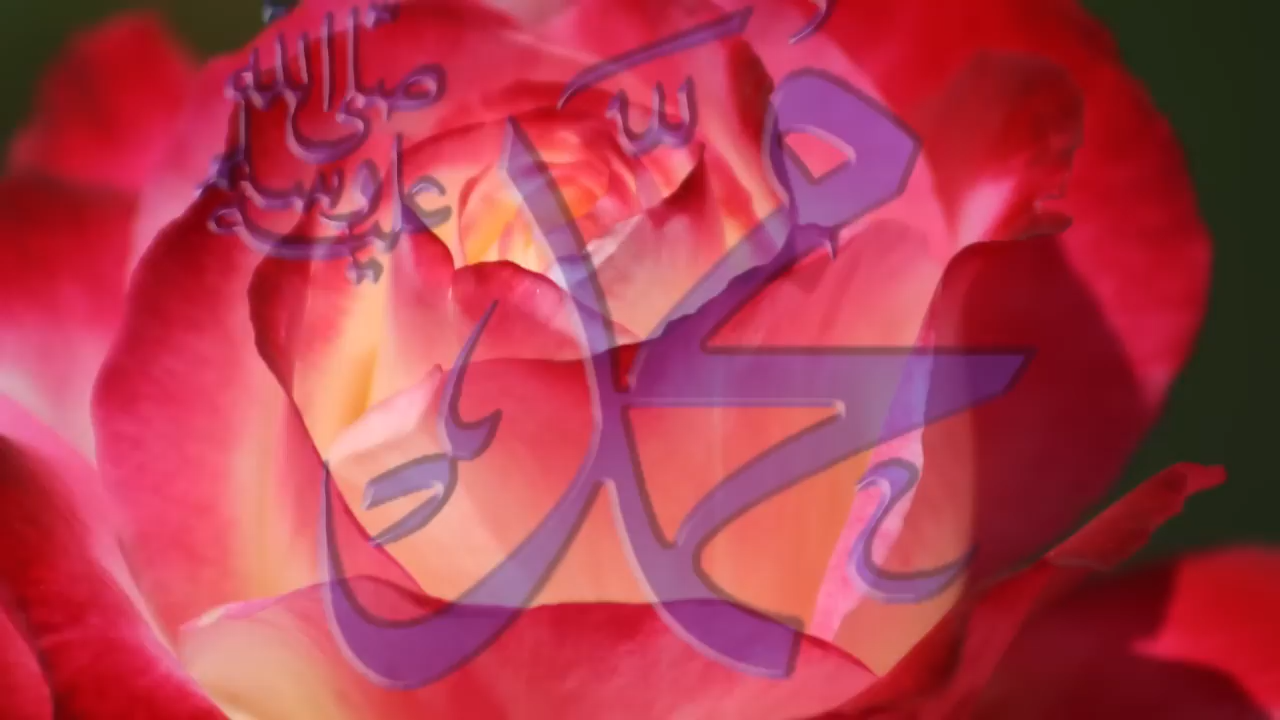 محمد
صلى الله
عليه وسلم